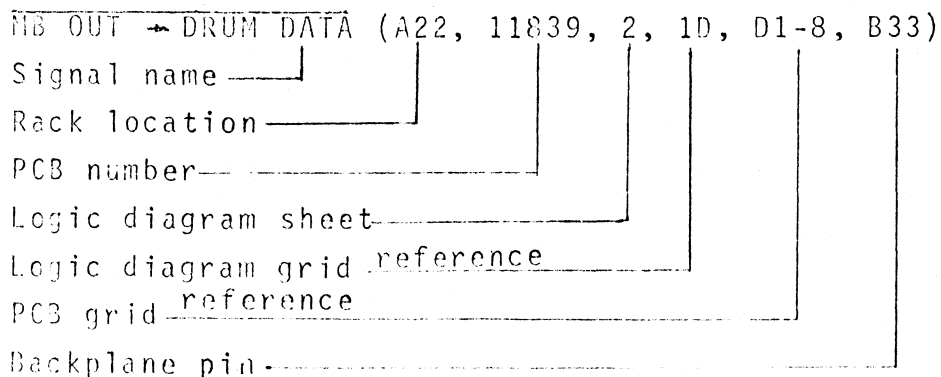 MB OUT → DRUM DATA (A22, 11839, 2, 1D, D1-8, B33)
Signal name
Rack location
PCB number
Logic diagram sheet
Logic diagram grid reference
PCB grid reference
Backplane pin